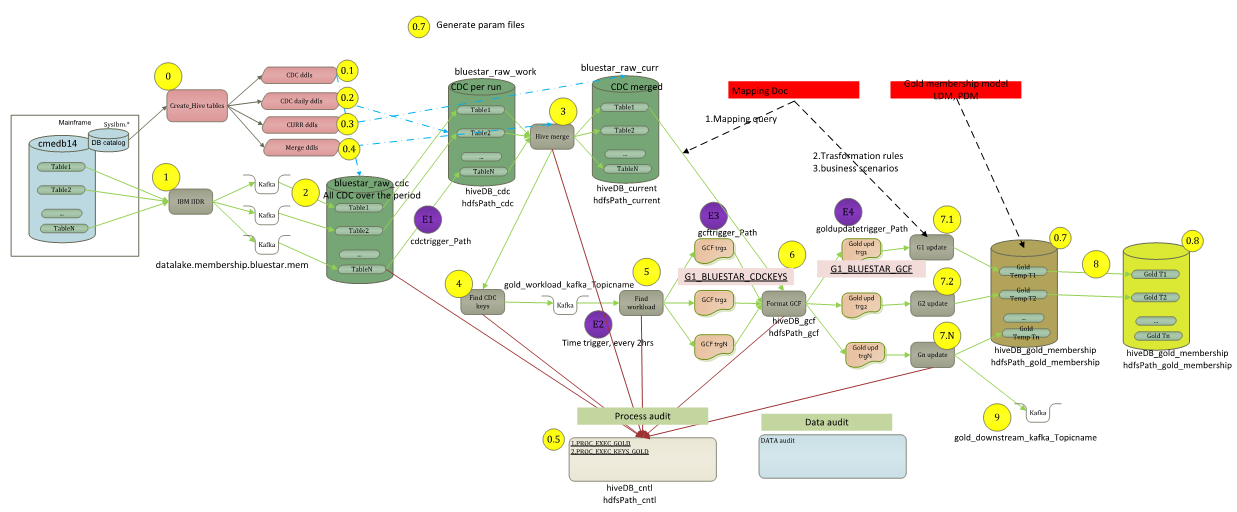 0.7
Generate param files
0
Create_Hive tables
CDC ddls
0.1
CDC daily ddls
0.2
CURR ddls
0.3
Merge ddls
0.4
Mainframe
SysIbm.*
DB catalog
cmedb14
Table1
Table2
...
TableN
1
IBM IIDR
Kafka
Kafka
Kafka
2
datalake.membership.bluestar.mem
bluestar_raw_cdc
All CDC over the period
Table1
Table2
...
TableN
E1
cdctrigger_Path
bluestar_raw_work
CDC per run
Table1
Table2
...
TableN
hiveDB_cdc
hdfsPath_cdc
3
Hive merge
bluestar_raw_curr
CDC merged
Table1
Table2
...
TableN
hiveDB_current
hdfsPath_current
Mapping Doc
1.Mapping query
Gold membership model
LDM, PDM
2.Trasformation rules
3.business scenarios
4
Find CDC
keys
gold_workload_kafka_Topicname
Kafka
E2
Time trigger, every 2hrs
5
Find
workload
E3
gcftrigger_Path
GCF trg1
G1_BLUESTAR_CDCKEYS
GCF trg2
GCF trgN
6
Format GCF
hiveDB_gcf
hdfsPath_gcf
E4
goldupdatetrigger_Path
Gold upd
trg1
G1_BLUESTAR_GCF
Gold upd
trg2
Gold upd
trgN
7.1
G1 update
7.2
G2 update
7.N
Gn update
0.7
Gold
Temp T1
Gold
Temp T2
...
Gold
Temp Tn
hiveDB_gold_membership
hdfsPath_gold_membership
8
0.8
Gold T1
Gold T2
...
Gold Tn
hiveDB_gold_membership
hdfsPath_gold_membership
9
Kafka
gold_downstream_kafka_Topicname
Process audit
0.5
1.PROC_EXEC_GOLD
2.PROC_EXEC_KEYS_GOLD
hiveDB_cntl
hdfsPath_cntl
Data audit
DATA audit